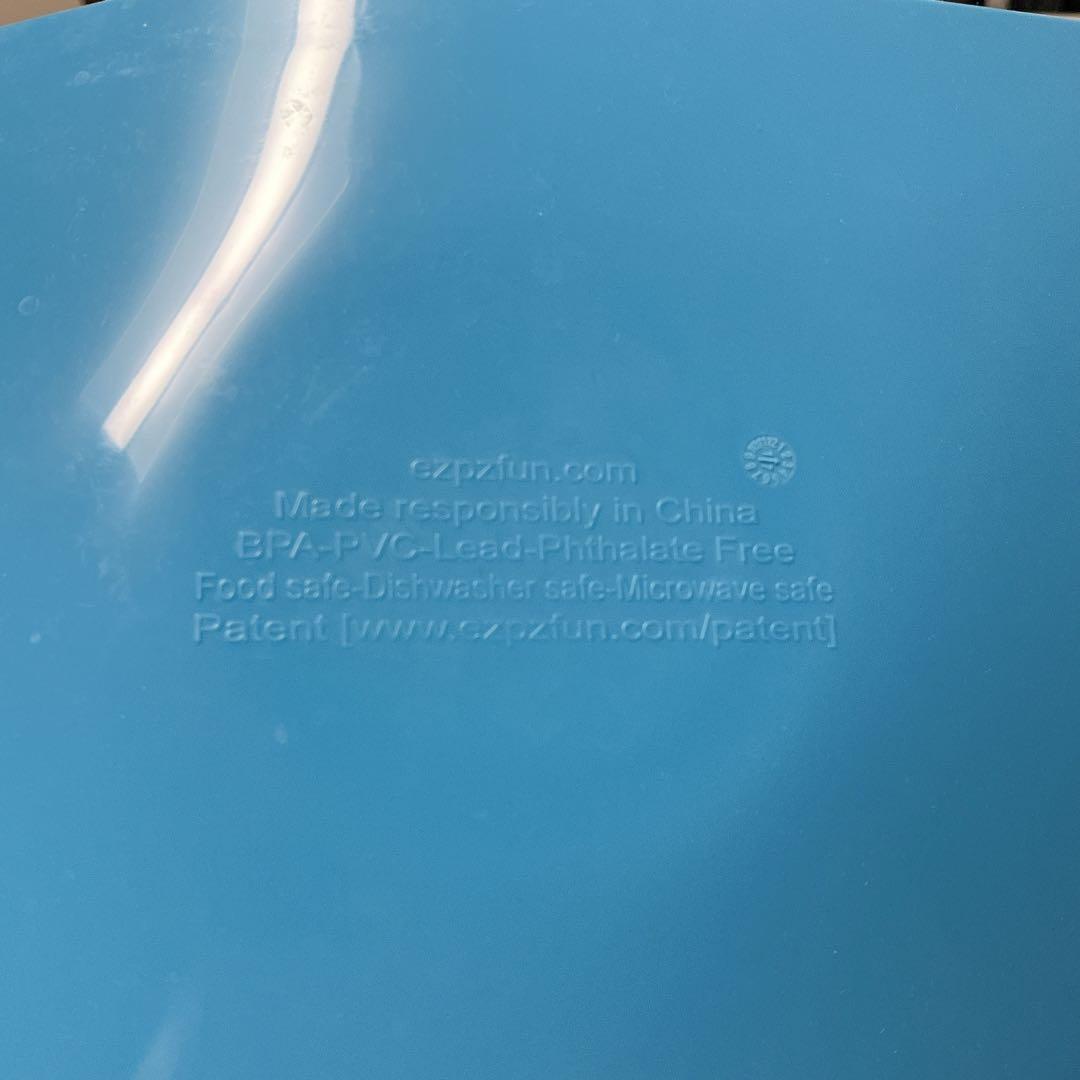 ezpzfun.com
Made responsibly in China
BPA-PVC-Lead-Phthalate Free
Food safe-Dishwasher safe-Microwave safe
Patent [www.ezpzfun.com/patent]